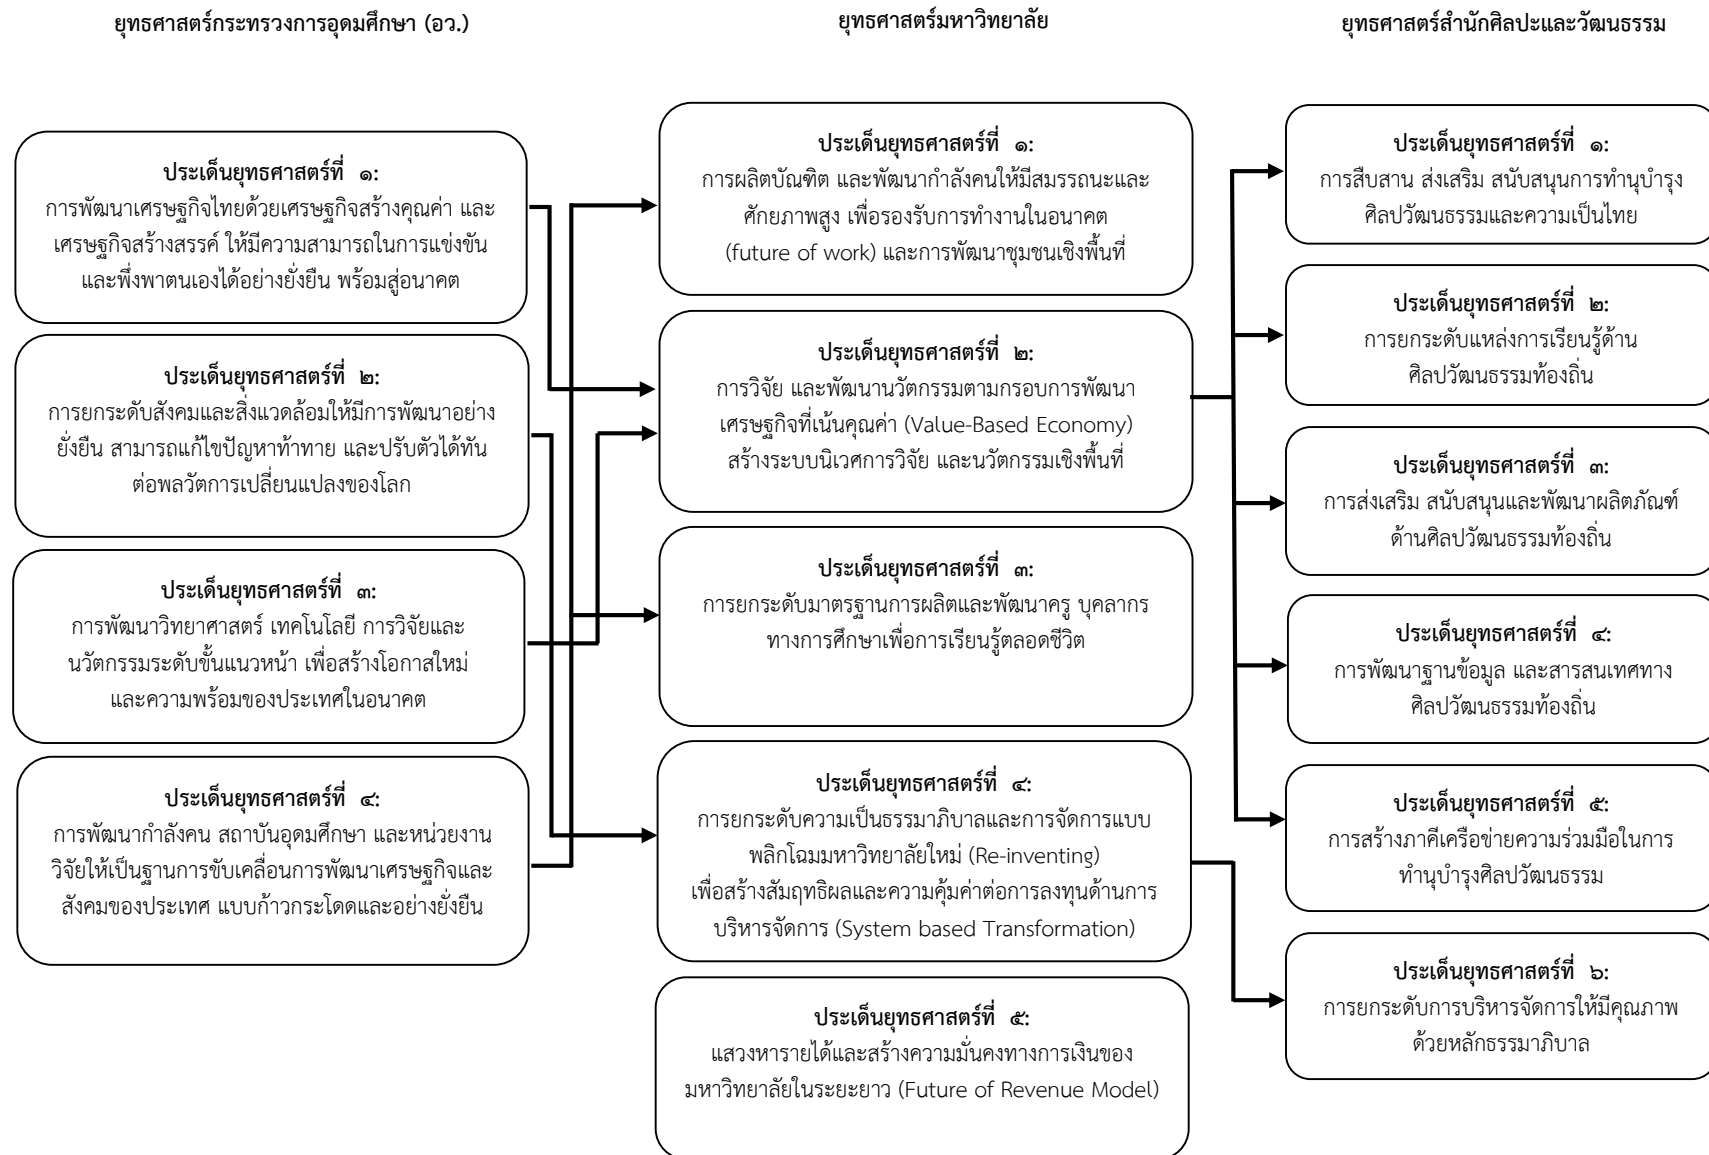 ยุทธศาสตร์กระทรวงการอุดมศึกษา (อว.)
ประเด็นยุทธศาสตร์ที่ ๑:
การพัฒนาเศรษฐกิจไทยด้วยเศรษฐกิจสร้างคุณค่า และ
เศรษฐกิจสร้างสรรค์ ให้มีความสามารถในการแข่งขัน
และพึ่งพาตนเองได้อย่างยั่งยืน พร้อมสู่อนาคต
ประเด็นยุทธศาสตร์ที่ ๒:
การยกระดับสังคมและสิ่งแวดล้อมให้มีการพัฒนาอย่าง
ยั่งยืน สามารถแก้ไขปัญหาท้าทาย และปรับตัวได้ทัน
ต่อพลวัตการเปลี่ยนแปลงของโลก
ประเด็นยุทธศาสตร์ที่ ๓:
การพัฒนาวิทยาศาสตร์ เทคโนโลยี การวิจัยและ
นวัตกรรมระดับขั้นแนวหน้า เพื่อสร้างโอกาสใหม่
และความพร้อมของประเทศในอนาคต
ประเด็นยุทธศาสตร์ที่ ๔:
การพัฒนากำลังคน สถาบันอุดมศึกษา และหน่วยงาน
วิจัยให้เป็นฐานการขับเคลื่อนการพัฒนาเศรษฐกิจและ
สังคมของประเทศ แบบก้าวกระโดดและอย่างยั่งยืน
ยุทธศาสตร์มหาวิทยาลัย
ประเด็นยุทธศาสตร์ที่ ๑:
การผลิตบัณฑิต และพัฒนากำลังคนให้มีสมรรถนะและ
ศักยภาพสูง เพื่อรองรับการทำงานในอนาคต
(future of work) และการพัฒนาชุมชนเชิงพื้นที่
ประเด็นยุทธศาสตร์ที่ ๒:
การวิจัย และพัฒนานวัตกรรมตามกรอบการพัฒนา
เศรษฐกิจที่เน้นคุณค่า (Value-Based Economy)
สร้างระบบนิเวศการวิจัย และนวัตกรรมเชิงพื้นที่
ประเด็นยุทธศาสตร์ที่ ๓:
การยกระดับมาตรฐานการผลิตและพัฒนาครู บุคลากร
ทางการศึกษาเพื่อการเรียนรู้ตลอดชีวิต
ประเด็นยุทธศาสตร์ที่ ๔:
การยกระดับความเป็นธรรมาภิบาลและการจัดการแบบ
พลิกโฉมมหาวิทยาลัยใหม่ (Re-inventing)
เพื่อสร้างสัมฤทธิผลและความคุ้มค่าต่อการลงทุนด้านการ
บริหารจัดการ (System based Transformation)
ประเด็นยุทธศาสตร์ที่ ๕:
แสวงหารายได้และสร้างความมั่นคงทางการเงินของ
มหาวิทยาลัยในระยะยาว (Future of Revenue Model)
ยุทธศาสตร์สำนักศิลปะและวัฒนธรรม
ประเด็นยุทธศาสตร์ที่ ๑:
การสืบสาน ส่งเสริม สนับสนุนการทำนุบำรุง
ศิลปวัฒนธรรมและความเป็นไทย
ประเด็นยุทธศาสตร์ที่ ๒:
การยกระดับแหล่งการเรียนรู้ด้าน
ศิลปวัฒนธรรมท้องถิ่น
ประเด็นยุทธศาสตร์ที่ ๓:
การส่งเสริม สนับสนุนและพัฒนาผลิตภัณฑ์
ด้านศิลปวัฒนธรรมท้องถิ่น
ประเด็นยุทธศาสตร์ที่ ๔:
การพัฒนาฐานข้อมูล และสารสนเทศทาง
ศิลปวัฒนธรรมท้องถิ่น
ประเด็นยุทธศาสตร์ที่ ๕:
การสร้างภาคีเครือข่ายความร่วมมือในการ
ทำนุบำรุงศิลปวัฒนธรรม
ประเด็นยุทธศาสตร์ที่ ๖:
การยกระดับการบริหารจัดการให้มีคุณภาพ
ด้วยหลักธรรมาภิบาล